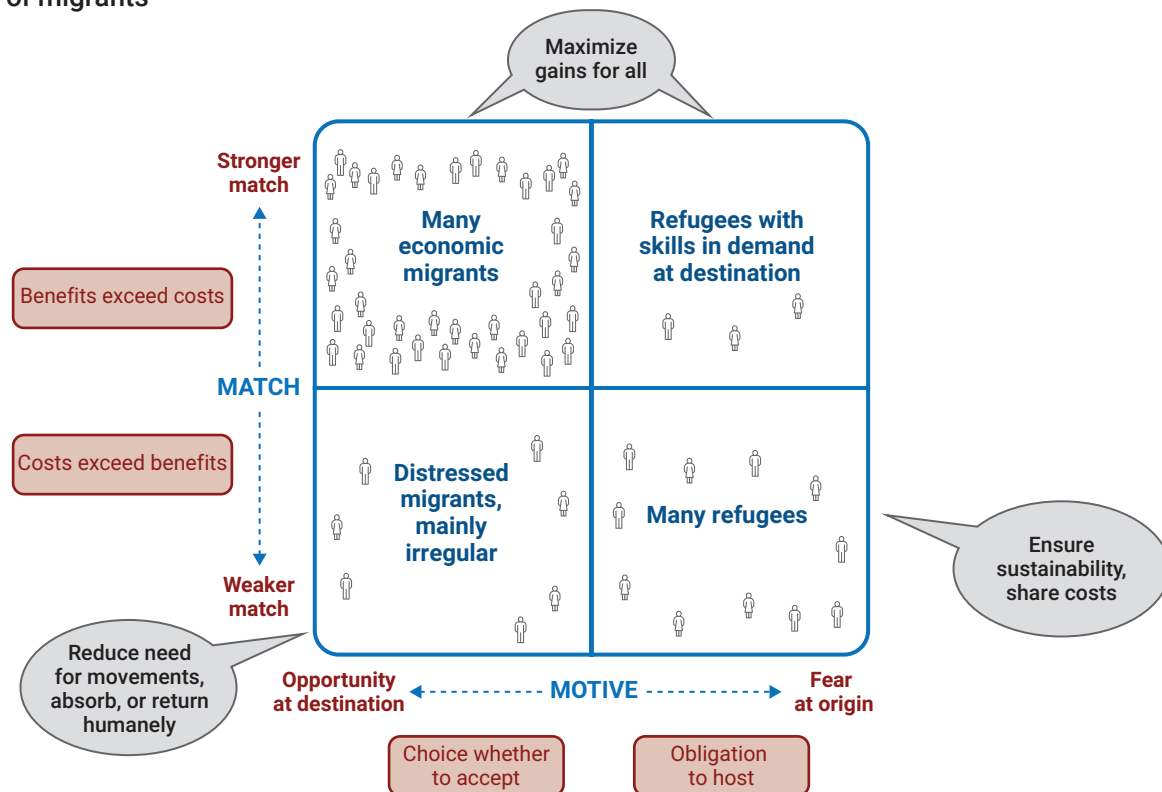 of migrants
Maximize
gains for all
Stronger
match
Many
economic
migrants
Refugees with
skills in demand
at destination
Benefits exceed costs
MATCH
Costs exceed benefits
Distressed
migrants,
mainly
irregular
Many refugees
Ensure
sustainability,
share costs
Weaker
match
Reduce need
for movements,
absorb, or return
humanely
Opportunity
at destination
MOTIVE
Fear
at origin
Choice whether
to accept
Obligation
to host